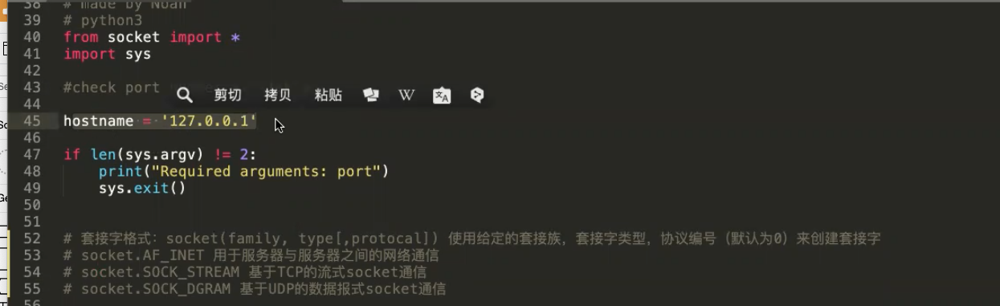 38 # made by Noah
39 # python3
40 from socket import *
41 import sys
42
43 #check port
剪切 拷贝 粘贴 W 文A
44
45 hostname = '127.0.0.1'
46
47 if len(sys.argv) != 2:
48 print("Required arguments: port")
49 sys.exit()
50
51
52 # 套接字格式：socket(family, type[,protocal]) 使用给定的套接族，套接字类型，协议编号（默认为0）来创建套接字
53 # socket.AF_INET 用于服务器与服务器之间的网络通信
54 # socket.SOCK_STREAM 基于TCP的流式socket通信
55 # socket.SOCK_DGRAM 基于UDP的数据报式socket通信
56